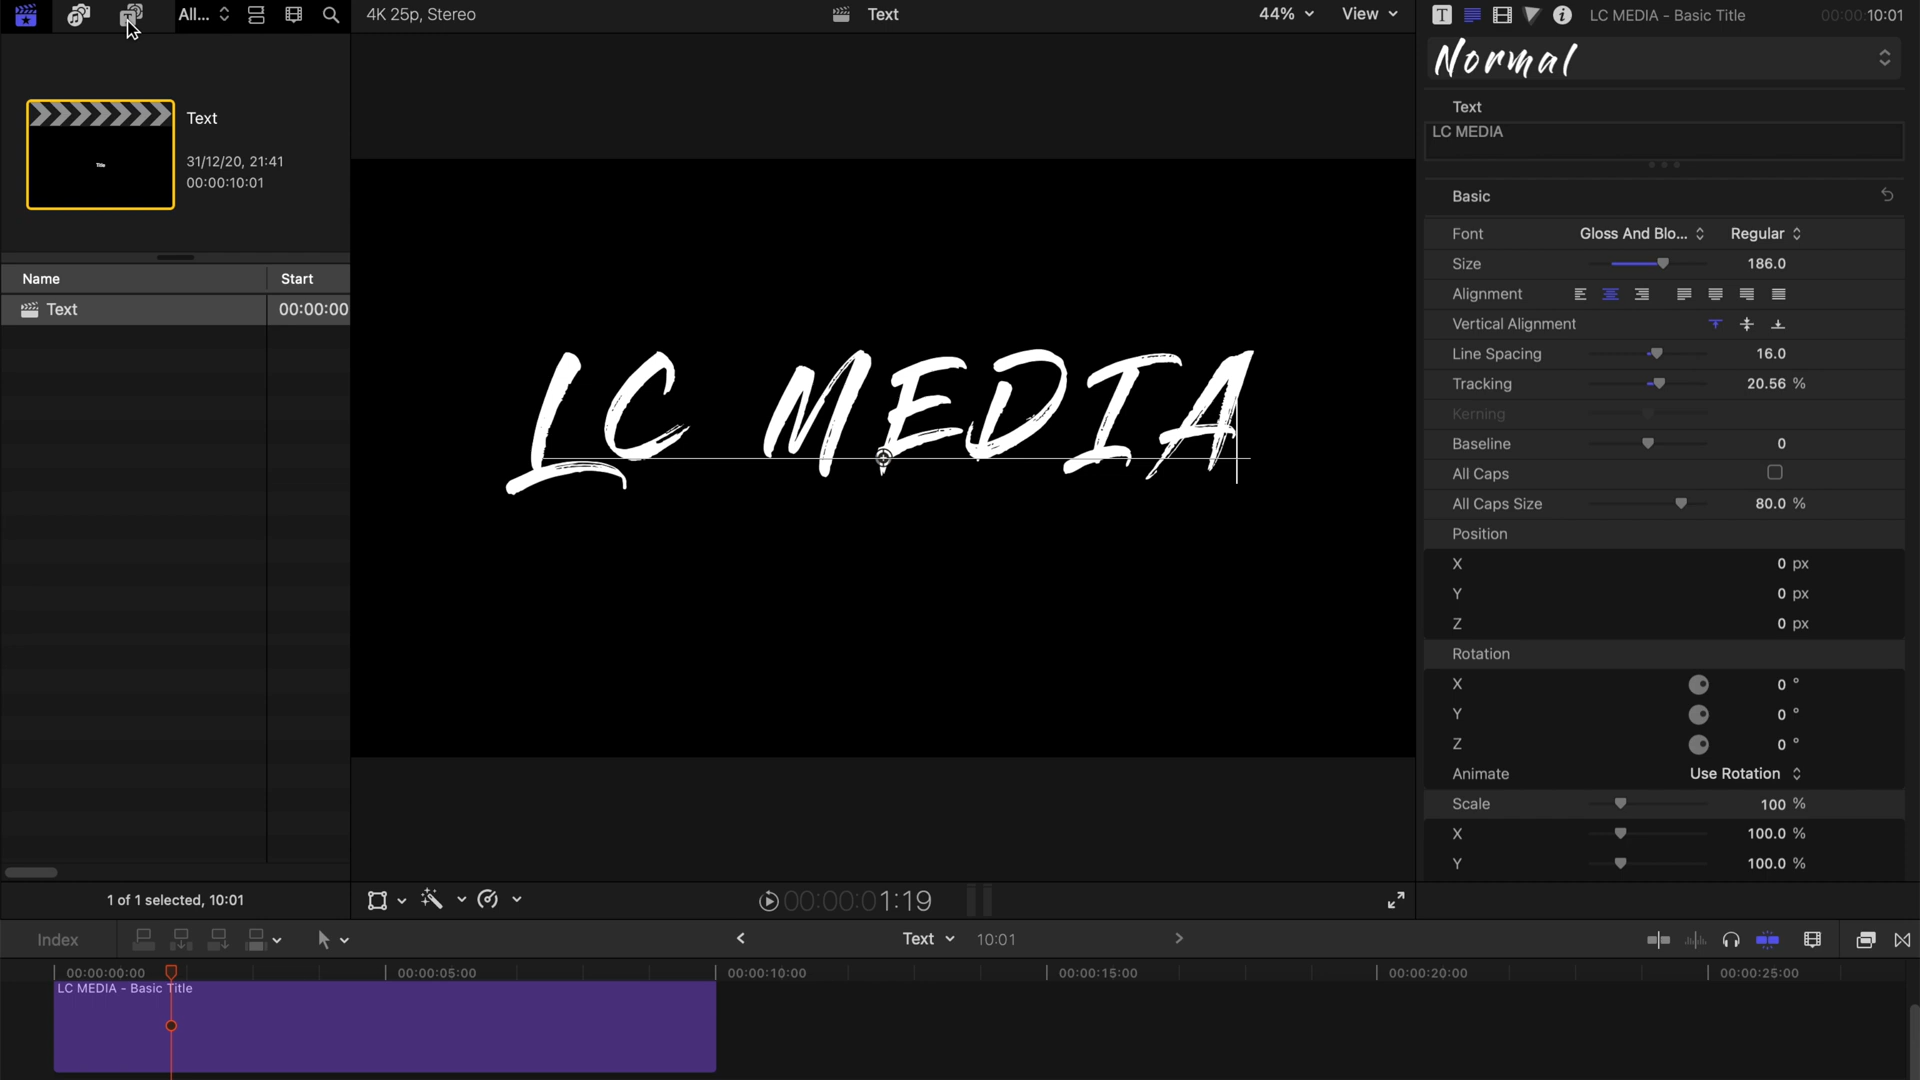 All...
4K 25p, Stereo
Text
44%
View
LC MEDIA - Basic Title
00:00:10:01
Normal
Text
31/12/20, 21:41
00:00:10:01
Title
Text
LC MEDIA
Basic
Name
Start
Text
00:00:00
Font
Gloss And Blo...
Regular
Size
186.0
Alignment
Vertical Alignment
Line Spacing
16.0
Tracking
20.56 %
Kerning
Baseline
0
All Caps
All Caps Size
80.0 %
Position
X
0 px
Y
0 px
Z
0 px
Rotation
X
0 °
Y
0 °
Z
0 °
Animate
Use Rotation
Scale
100 %
X
100.0 %
Y
100.0 %
LC MEDIA
1 of 1 selected, 10:01
00:00:01:19
Index
Text
10:01
00:00:00:00
00:00:05:00
00:00:10:00
00:00:15:00
00:00:20:00
00:00:25:00
LC MEDIA - Basic Title